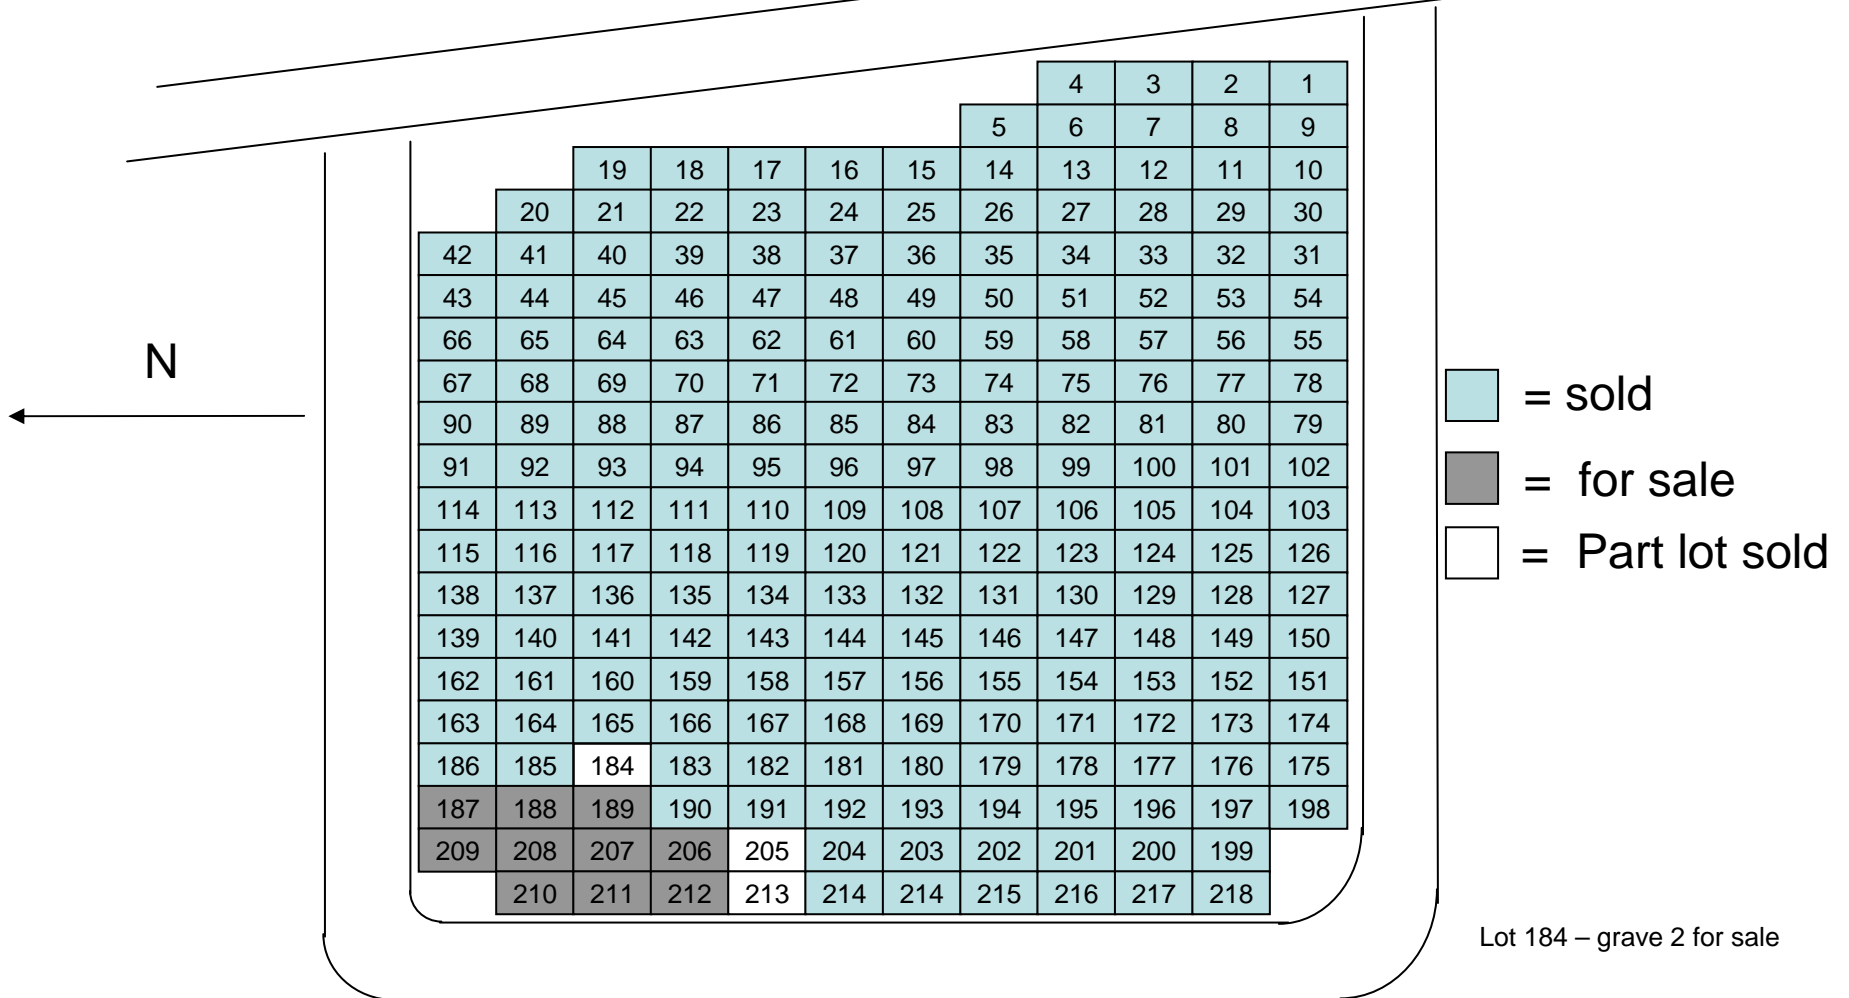 4 3 2 1
5 6 7 8 9
19 18 17 16 15 14 13 12 11 10
20 21 22 23 24 25 26 27 28 29 30
42 41 40 39 38 37 36 35 34 33 32 31
43 44 45 46 47 48 49 50 51 52 53 54
66 65 64 63 62 61 60 59 58 57 56 55
N
67 68 69 70 71 72 73 74 75 76 77 78
90 89 88 87 86 85 84 83 82 81 80 79
91 92 93 94 95 96 97 98 99 100 101 102
114 113 112 111 110 109 108 107 106 105 104 103
115 116 117 118 119 120 121 122 123 124 125 126
138 137 136 135 134 133 132 131 130 129 128 127
139 140 141 142 143 144 145 146 147 148 149 150
162 161 160 159 158 157 156 155 154 153 152 151
163 164 165 166 167 168 169 170 171 172 173 174
186 185 184 183 182 181 180 179 178 177 176 175
187 188 189 190 191 192 193 194 195 196 197 198
209 208 207 206 205 204 203 202 201 200 199
210 211 212 213 214 214 215 216 217 218
= sold
= for sale
= Part lot sold
Lot 184 – grave 2 for sale